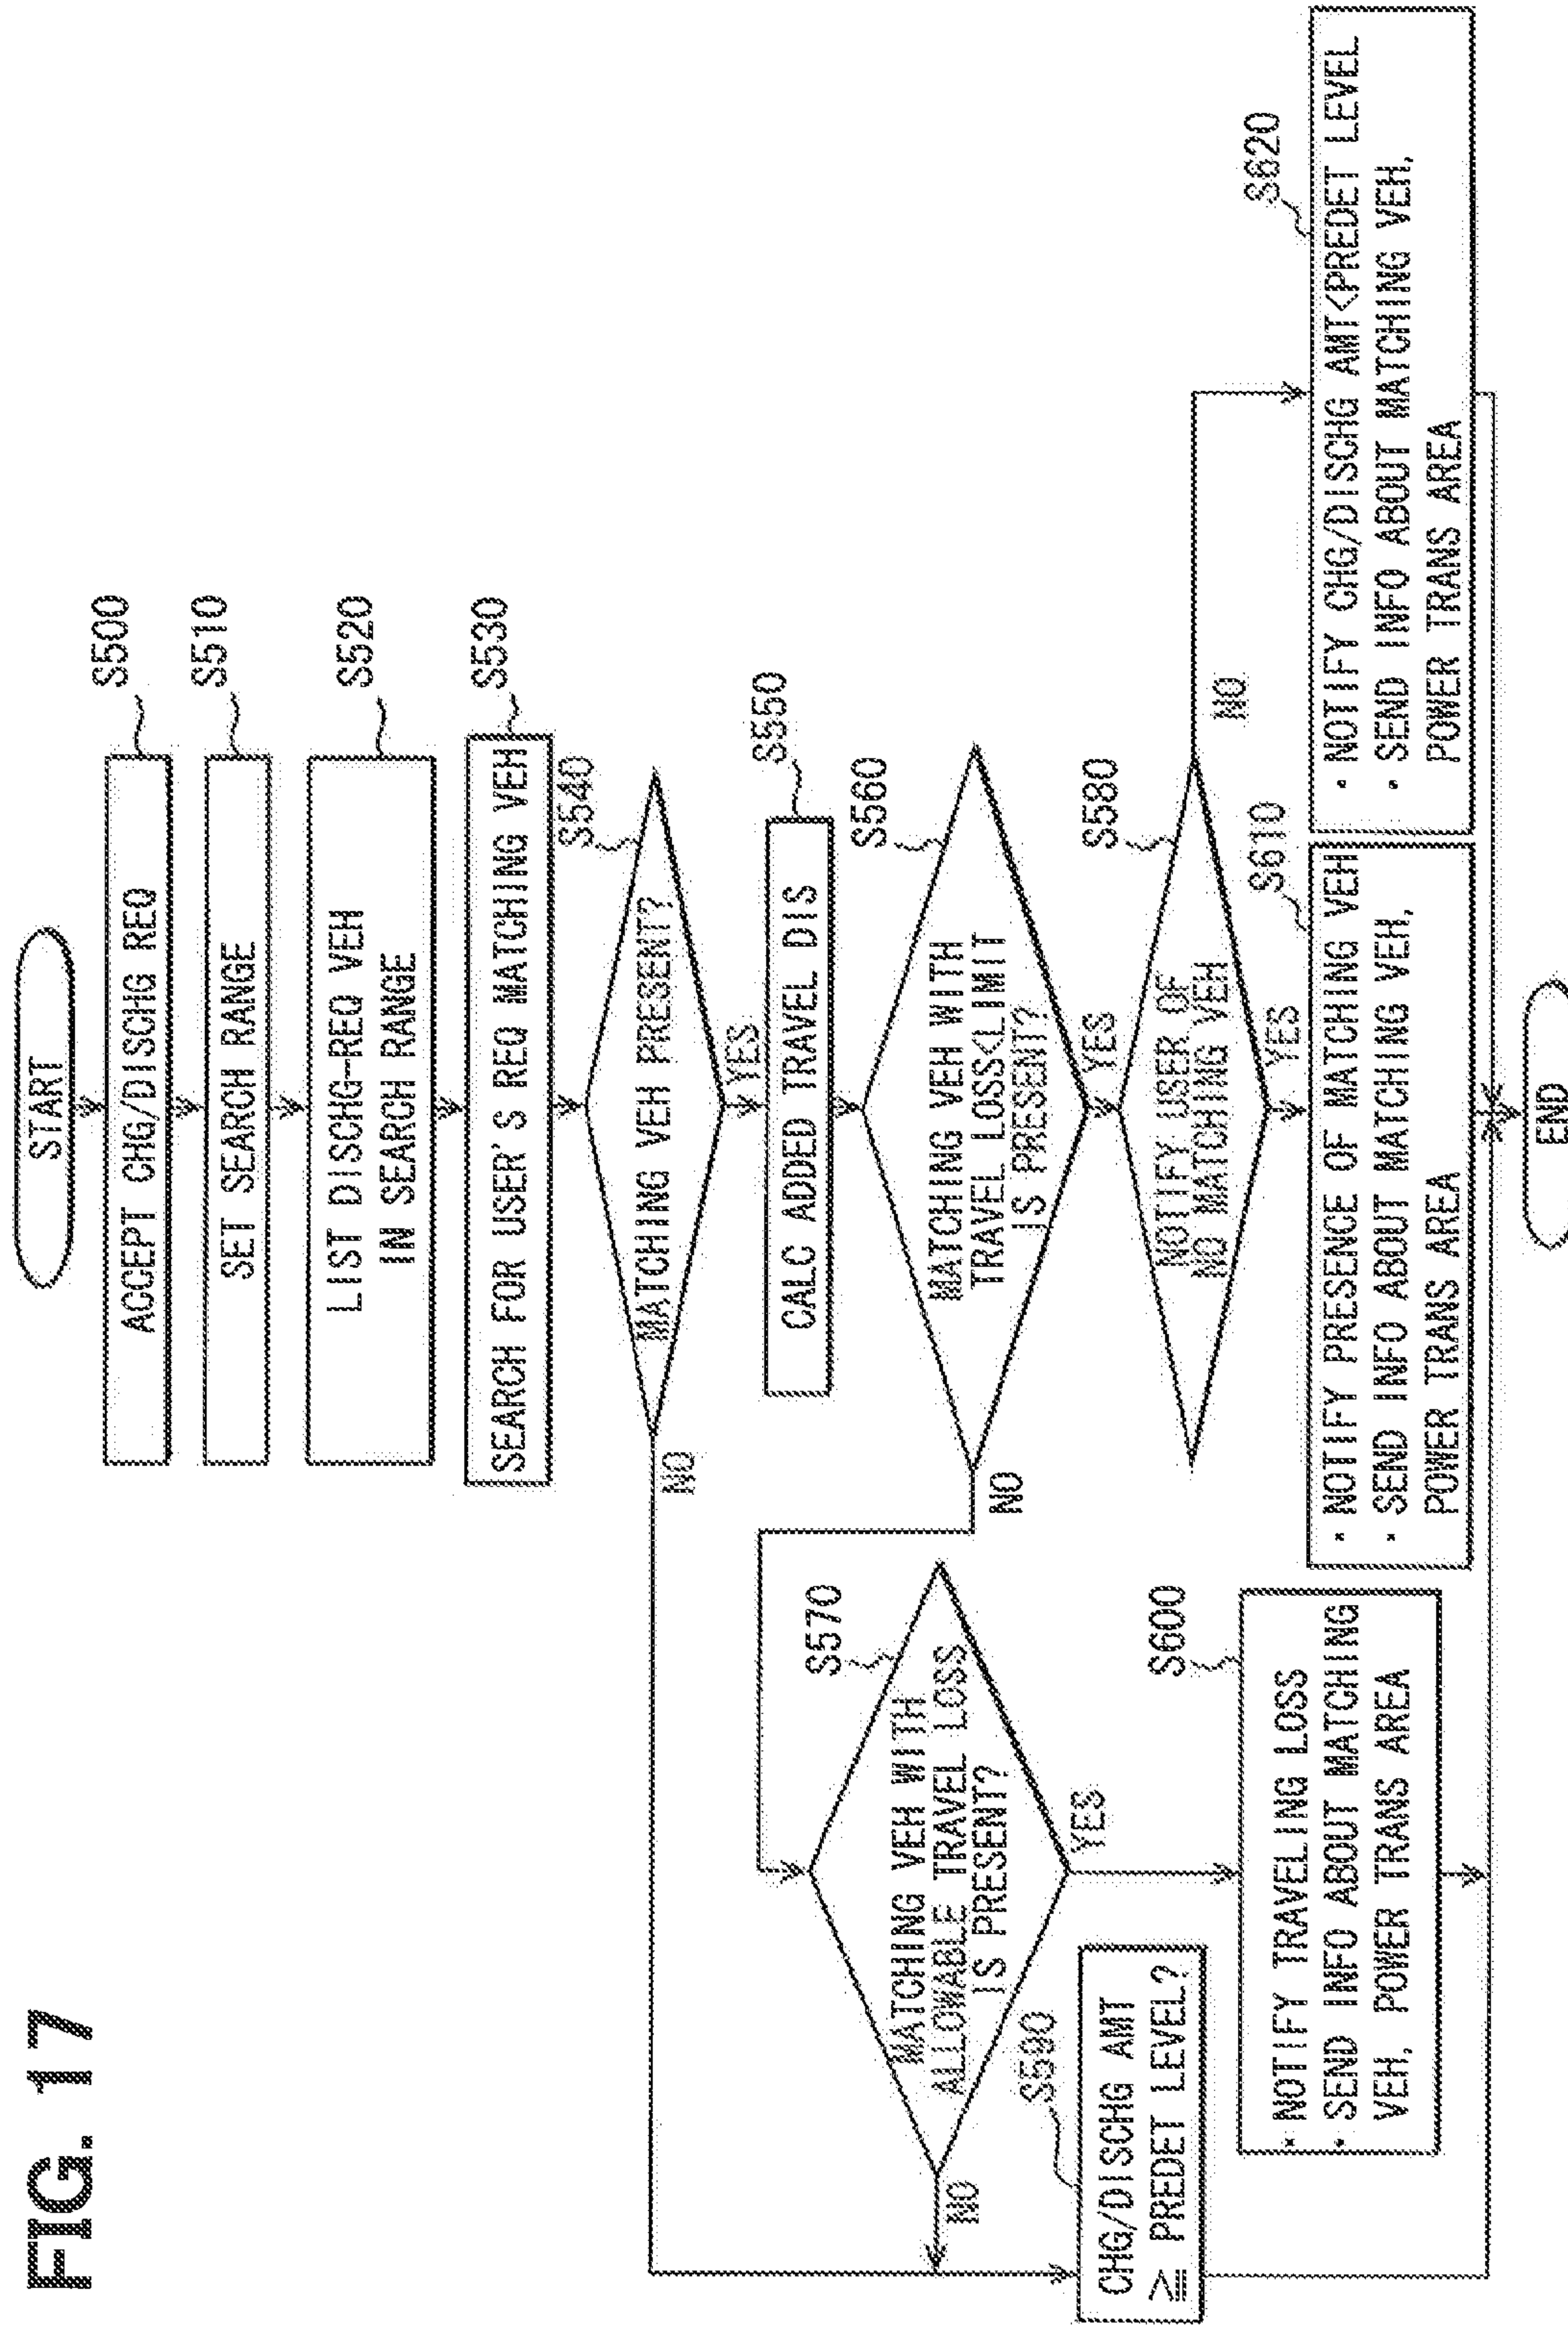 FIG. 17
START
ACCEPT CHG/DISCHG REQ
S500
SET SEARCH RANGE
S510
LIST DISCHG-REQ VEH
IN SEARCH RANGE
S520
SEARCH FOR USER'S REQ MATCHING VEH
S530
MATCHING VEH PRESENT?
S540
NO
YES
CALC ADDED TRAVEL DIS
S550
MATCHING VEH WITH
TRAVEL LOSS<LIMIT
IS PRESENT?
S560
NO
YES
MATCHING VEH WITH
ALLOWABLE TRAVEL LOSS
IS PRESENT?
S570
NO
YES
NOTIFY USER OF
NO MATCHING VEH
S580
NO
YES
CHG/DISCHG AMT
≧ PREDET LEVEL?
S590
• NOTIFY TRAVELING LOSS
• SEND INFO ABOUT MATCHING
VEH, POWER TRANS AREA
S600
• NOTIFY PRESENCE OF MATCHING VEH
• SEND INFO ABOUT MATCHING VEH,
POWER TRANS AREA
S610
• NOTIFY CHG/DISCHG AMT<PREDET LEVEL
• SEND INFO ABOUT MATCHING VEH,
POWER TRANS AREA
S620
END